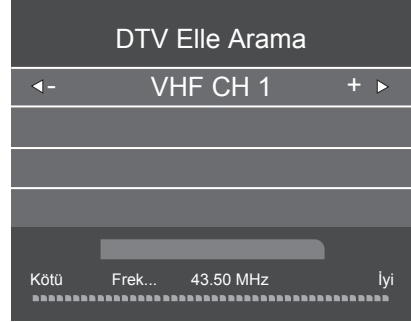 DTV Elle Arama
- VHF CH 1 +
Kötü Frek... 43.50 MHz İyi